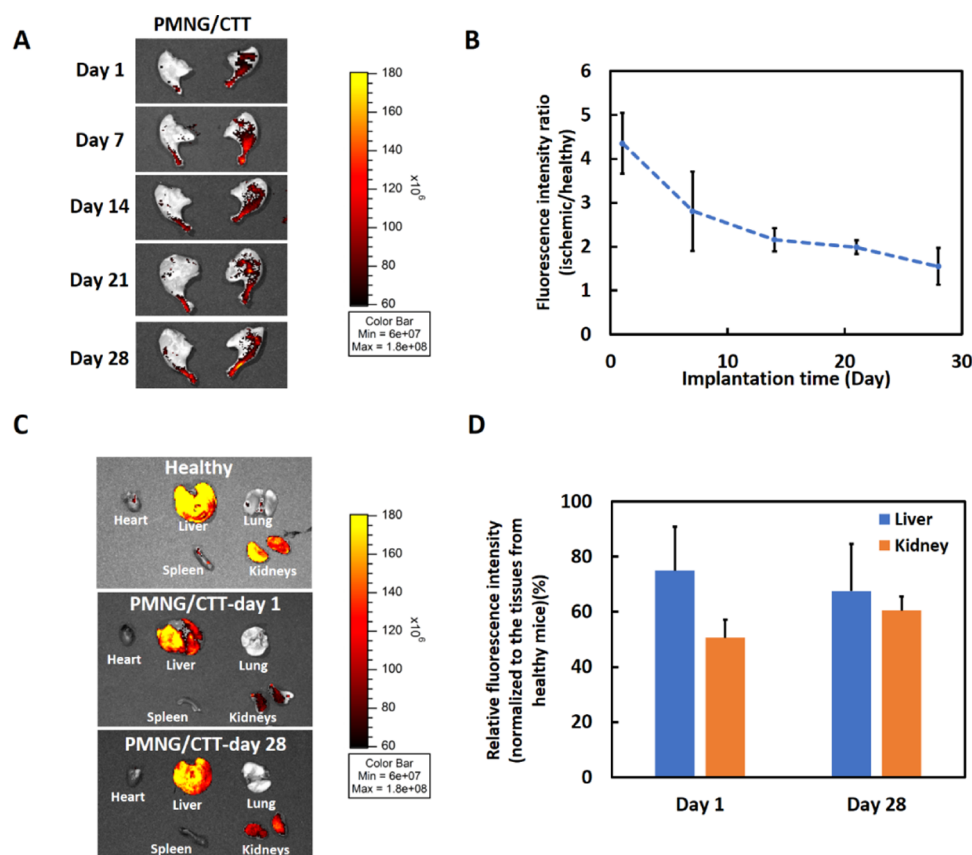 A
PMNG/CTT
Day 1
Day 7
Day 14
Day 21
Day 28
180
160
140
120
100
80
60
x10⁶
Color Bar
Min = 6e+07
Max = 1.8e+08
B
Fluorescence intensity ratio
(ischemic/healthy)
6
5
4
3
2
1
0
0
10
20
30
Implantation time (Day)
C
Healthy
Heart
Liver
Lung
Spleen
Kidneys
PMNG/CTT-day 1
Heart
Liver
Lung
Spleen
Kidneys
PMNG/CTT-day 28
Heart
Liver
Lung
Spleen
Kidneys
180
160
140
120
100
80
60
x10⁶
Color Bar
Min = 6e+07
Max = 1.8e+08
D
Relative fluorescence intensity
(normalized to the tissues from
healthy mice)(%)
100
80
60
40
20
0
Liver
Kidney
Day 1
Day 28